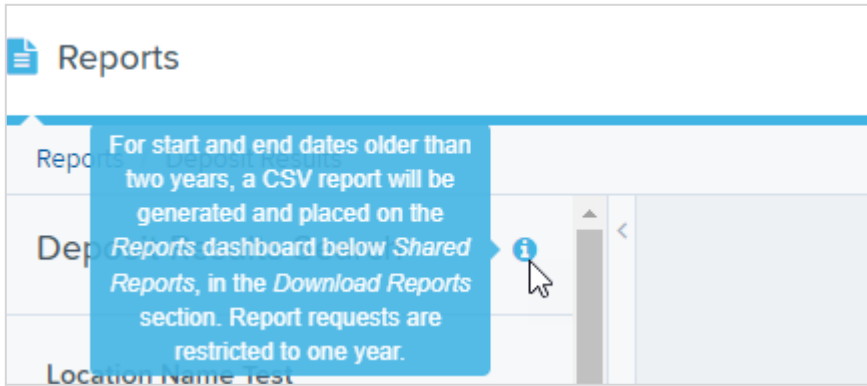 Reports
Reports / Deposit Results
For start and end dates older than
two years, a CSV report will be
generated and placed on the
Reports dashboard below Shared
Reports, in the Download Reports
section. Report requests are
restricted to one year.
Location Name Test